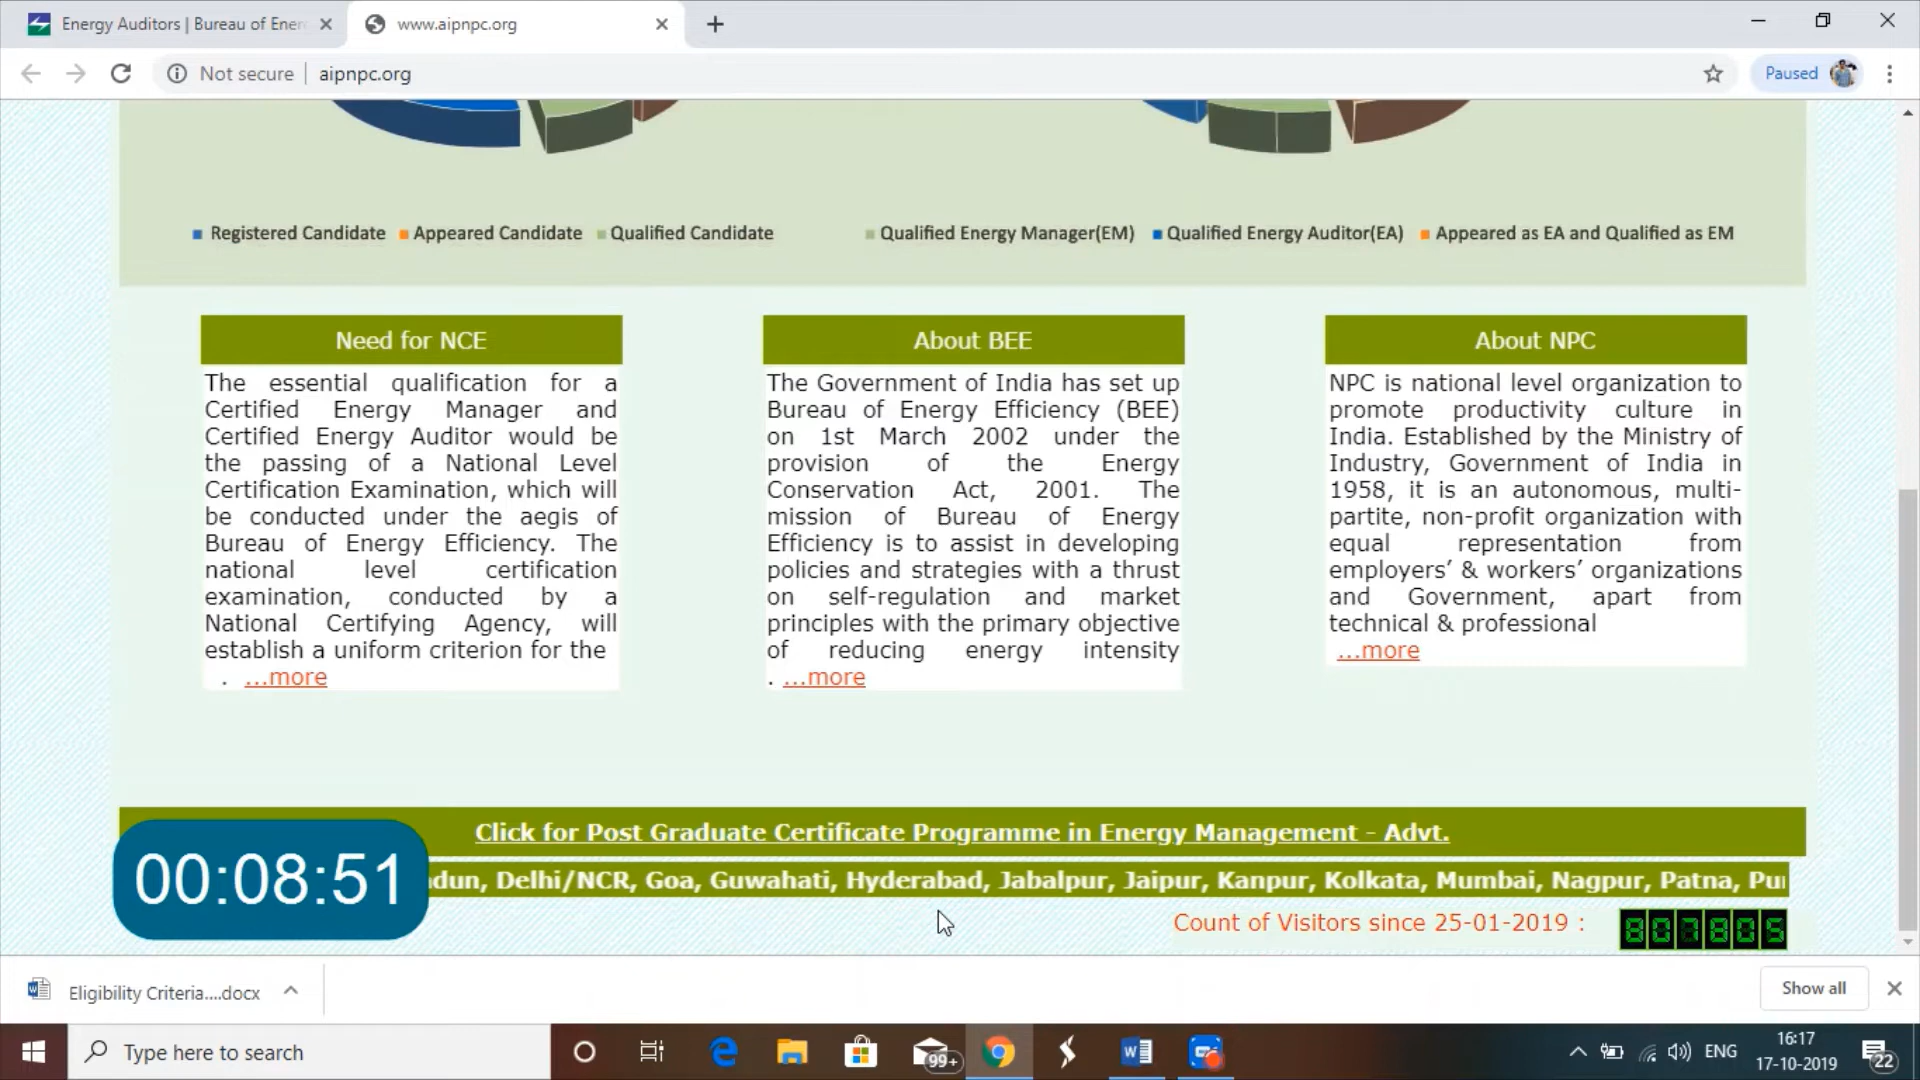 Energy Auditors | Bureau of Ener
www.aipnpc.org
Not secure
aipnpc.org
Paused
Registered Candidate
Appeared Candidate
Qualified Candidate
Qualified Energy Manager(EM)
Qualified Energy Auditor(EA)
Appeared as EA and Qualified as EM
Need for NCE
The essential qualification for a
Certified Energy Manager and
Certified Energy Auditor would be
the passing of a National Level
Certification Examination, which will
be conducted under the aegis of
Bureau of Energy Efficiency. The
national level certification
examination, conducted by a
National Certifying Agency, will
establish a uniform criterion for the
. ...more
About BEE
The Government of India has set up
Bureau of Energy Efficiency (BEE)
on 1st March 2002 under the
provision of the Energy
Conservation Act, 2001. The
mission of Bureau of Energy
Efficiency is to assist in developing
policies and strategies with a thrust
on self-regulation and market
principles with the primary objective
of reducing energy intensity
. ...more
About NPC
NPC is national level organization to
promote productivity culture in
India. Established by the Ministry of
Industry, Government of India in
1958, it is an autonomous, multi-
partite, non-profit organization with
equal representation from
employers’ & workers’ organizations
and Government, apart from
technical & professional
...more
Click for Post Graduate Certificate Programme in Energy Management - Advt.
00:08:51
dun, Delhi/NCR, Goa, Guwahati, Hyderabad, Jabalpur, Jaipur, Kanpur, Kolkata, Mumbai, Nagpur, Patna, Pu
Count of Visitors since 25-01-2019 :
807805
Eligibility Criteria....docx
Show all
Type here to search
99+
ENG
16:17
17-10-2019
22